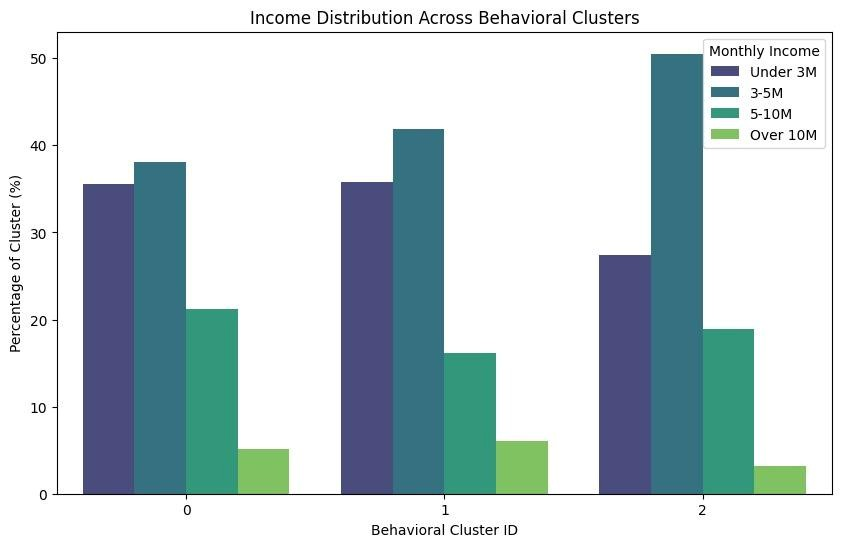 Income Distribution Across Behavioral Clusters
Monthly Income
Under 3M
3-5M
5-10M
Over 10M
Percentage of Cluster (%)
50
40
30
20
10
0
0 1 2
Behavioral Cluster ID